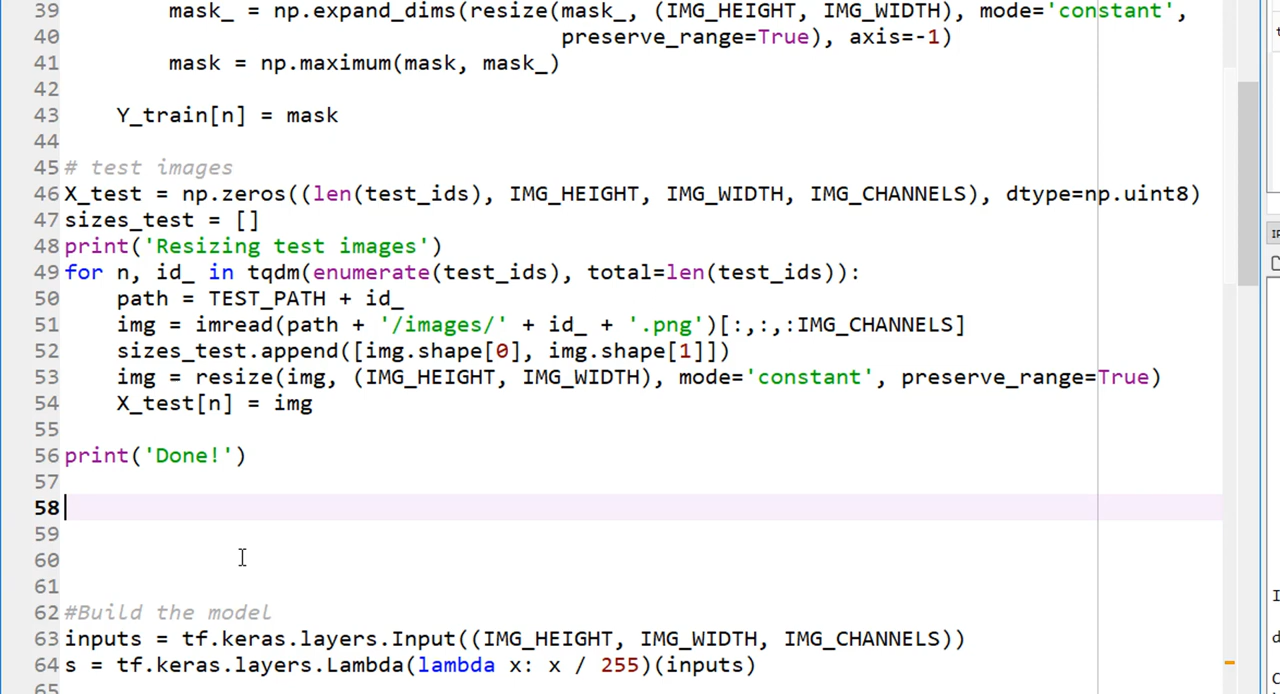 39 mask_ = np.expand_dims(resize(mask_, (IMG_HEIGHT, IMG_WIDTH), mode='constant',
40 preserve_range=True), axis=-1)
41 mask = np.maximum(mask, mask_)
42
43 Y_train[n] = mask
44
45 # test images
46 X_test = np.zeros((len(test_ids), IMG_HEIGHT, IMG_WIDTH, IMG_CHANNELS), dtype=np.uint8)
47 sizes_test = []
48 print('Resizing test images')
49 for n, id_ in tqdm(enumerate(test_ids), total=len(test_ids)):
50 path = TEST_PATH + id_
51 img = imread(path + '/images/' + id_ + '.png')[:,:,:IMG_CHANNELS]
52 sizes_test.append([img.shape[0], img.shape[1]])
53 img = resize(img, (IMG_HEIGHT, IMG_WIDTH), mode='constant', preserve_range=True)
54 X_test[n] = img
55
56 print('Done!')
57
58
59
60
61
62 #Build the model
63 inputs = tf.keras.layers.Input((IMG_HEIGHT, IMG_WIDTH, IMG_CHANNELS))
64 s = tf.keras.layers.Lambda(lambda x: x / 255)(inputs)
65